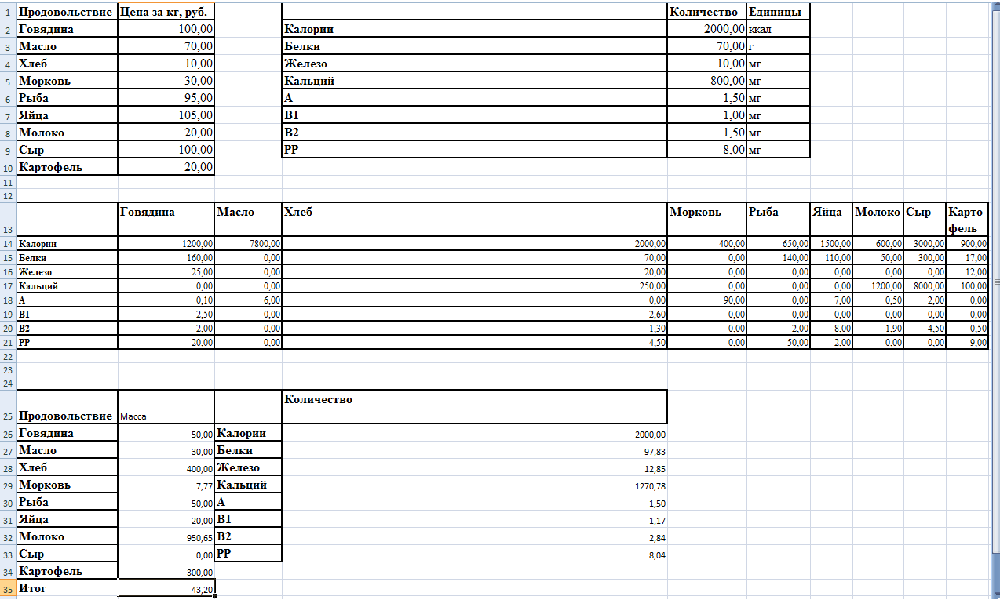 1 Продовольствие Цена за кг, руб. Количество Единицы
2 Говядина 100,00 Калории 2000,00 ккал
3 Масло 70,00 Белки 70,00 г
4 Хлеб 10,00 Железо 10,00 мг
5 Морковь 30,00 Кальций 800,00 мг
6 Рыба 95,00 А 1,50 мг
7 Яйца 105,00 В1 1,00 мг
8 Молоко 20,00 В2 1,50 мг
9 Сыр 100,00 РР 8,00 мг
10 Картофель 20,00
11
12
Говядина Масло Хлеб Морковь Рыба Яйца Молоко Сыр Карто
13 фель
14 Калории 1200,00 7800,00 2000,00 400,00 650,00 1500,00 600,00 3000,00 900,00
15 Белки 160,00 0,00 70,00 0,00 140,00 110,00 50,00 300,00 17,00
16 Железо 25,00 0,00 20,00 0,00 0,00 0,00 0,00 0,00 12,00
17 Кальций 0,00 0,00 250,00 0,00 0,00 0,00 1200,00 8000,00 100,00
18 А 0,10 6,00 0,00 90,00 0,00 7,00 0,50 2,00 0,00
19 В1 2,50 0,00 2,60 0,00 0,00 0,00 0,00 0,00 0,00
20 В2 2,00 0,00 1,30 0,00 2,00 8,00 1,90 4,50 0,50
21 РР 20,00 0,00 4,50 0,00 50,00 2,00 0,00 0,00 9,00
22
23
24
Количество
25 Продовольствие Масса
26 Говядина 50,00 Калории 2000,00
27 Масло 30,00 Белки 97,83
28 Хлеб 400,00 Железо 12,85
29 Морковь 7,77 Кальций 1270,78
30 Рыба 50,00 А 1,50
31 Яйца 20,00 В1 1,17
32 Молоко 950,65 В2 2,84
33 Сыр 0,00 РР 8,04
34 Картофель 300,00
35 Итог 43,20